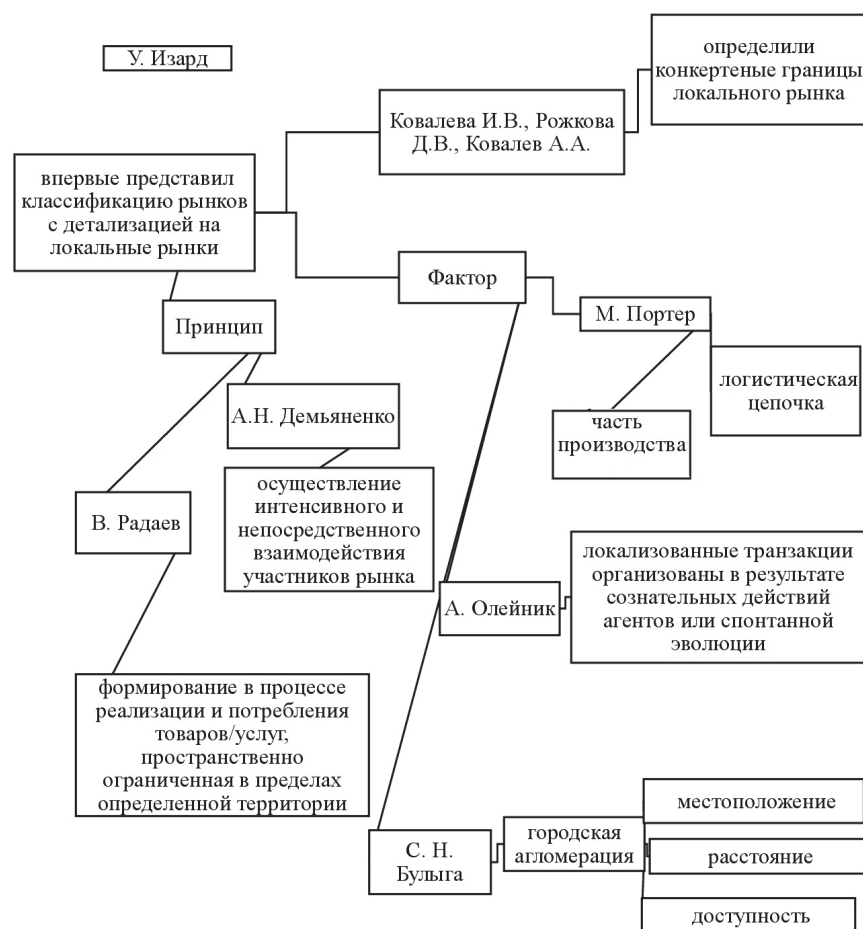 У. Изард
определили
конкертеные границы
локального рынка
Ковалева И.В., Рожкова
Д.В., Ковалев А.А.
впервые представил
классификацию рынков
с детализацией на
локальные рынки
Фактор
Принцип
М. Портер
логистическая
цепочка
А.Н. Демьяненко
часть
производства
осуществление
интенсивного и
непосредственного
взаимодействия
участников рынка
В. Радаев
локализованные транзакции
организованы в результате
сознательных действий
агентов или спонтанной
эволюции
А. Олейник
формирование в процессе
реализации и потребления
товаров/услуг,
пространственно
ограниченная в пределах
определенной территории
местоположение
городская
агломерация
С. Н.
Булыга
расстояние
доступность